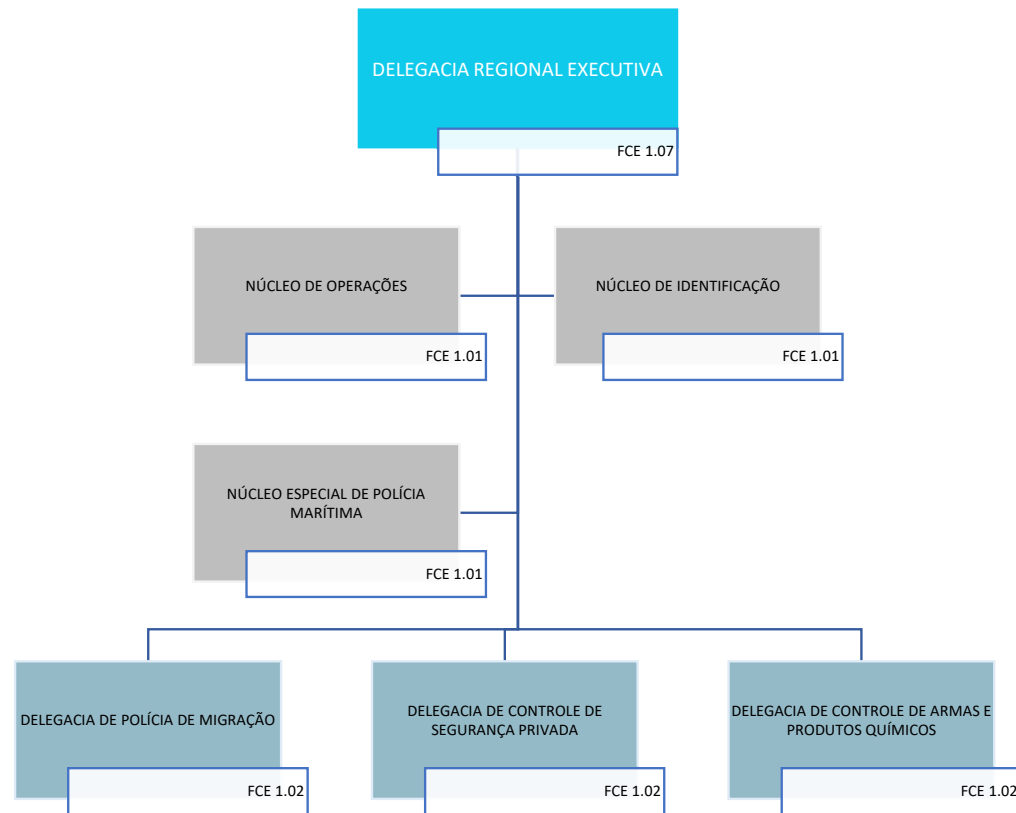 DELEGACIA REGIONAL EXECUTIVA
FCE 1.07
NÚCLEO DE OPERAÇÕES
FCE 1.01
NÚCLEO DE IDENTIFICAÇÃO
FCE 1.01
NÚCLEO ESPECIAL DE POLÍCIA
MARÍTIMA
FCE 1.01
DELEGACIA DE POLÍCIA DE MIGRAÇÃO
FCE 1.02
DELEGACIA DE CONTROLE DE
SEGURANÇA PRIVADA
FCE 1.02
DELEGACIA DE CONTROLE DE ARMAS E
PRODUTOS QUÍMICOS
FCE 1.02